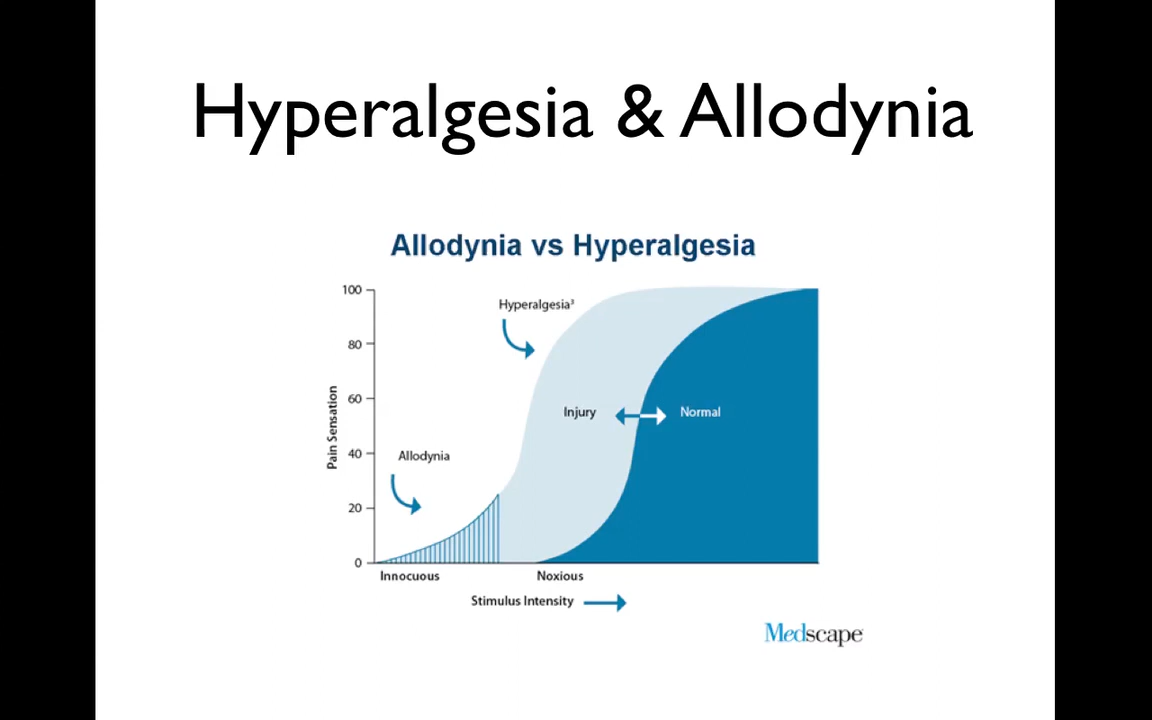 Hyperalgesia & Allodynia
Allodynia vs Hyperalgesia
100
Hyperalgesia³
80
60
Injury
Normal
Pain Sensation
40
Allodynia
20
0
Innocuous
Noxious
Stimulus Intensity
Medscape